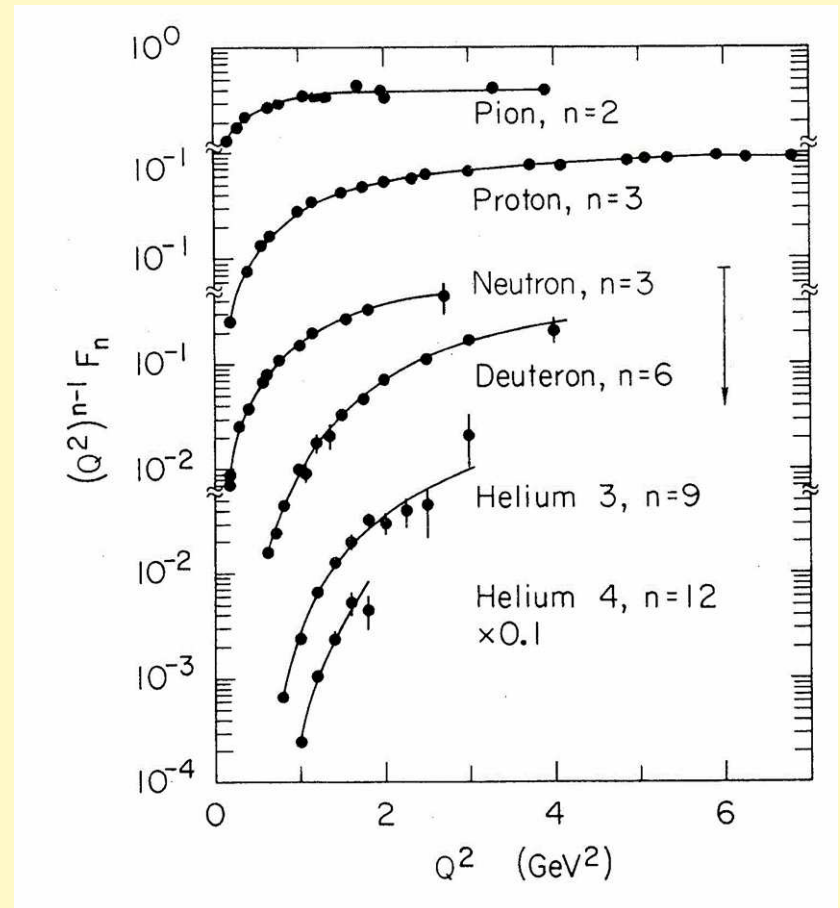 10⁰
10⁻¹
10⁻¹
10⁻¹
10⁻²
10⁻²
10⁻³
10⁻⁴
(Q²)ⁿ⁻¹ Fₙ
Pion, n=2
Proton, n=3
Neutron, n=3
Deuteron, n=6
Helium 3, n=9
Helium 4, n=12
×0.1
0 2 4 6
Q² (GeV²)